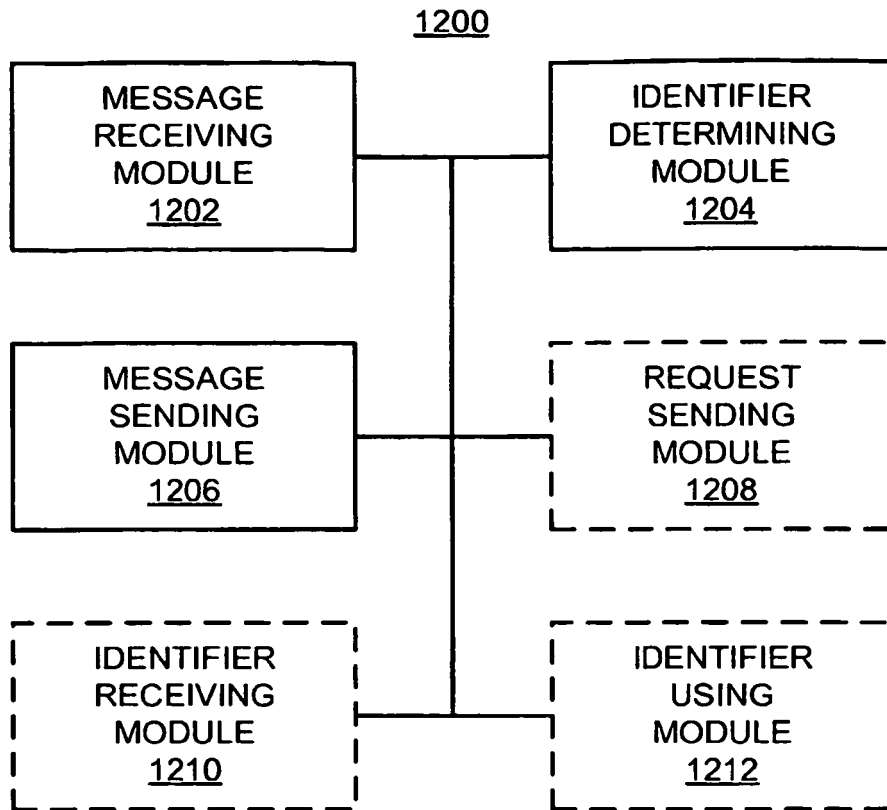 1200
MESSAGE
RECEIVING
MODULE
1202
IDENTIFIER
DETERMINING
MODULE
1204
MESSAGE
SENDING
MODULE
1206
REQUEST
SENDING
MODULE
1208
IDENTIFIER
RECEIVING
MODULE
1210
IDENTIFIER
USING
MODULE
1212